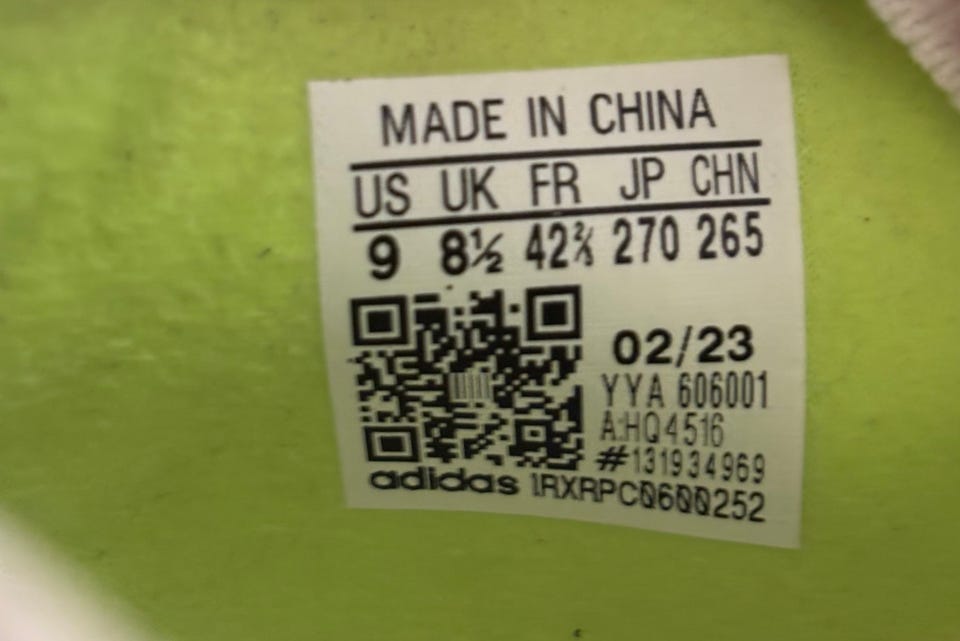 MADE IN CHINA
US UK FR JP CHN
9 8½ 42⅔ 270 265
02/23
YYA 606001
A:HQ4516
#131934969
adidas 1RXRPC0600252